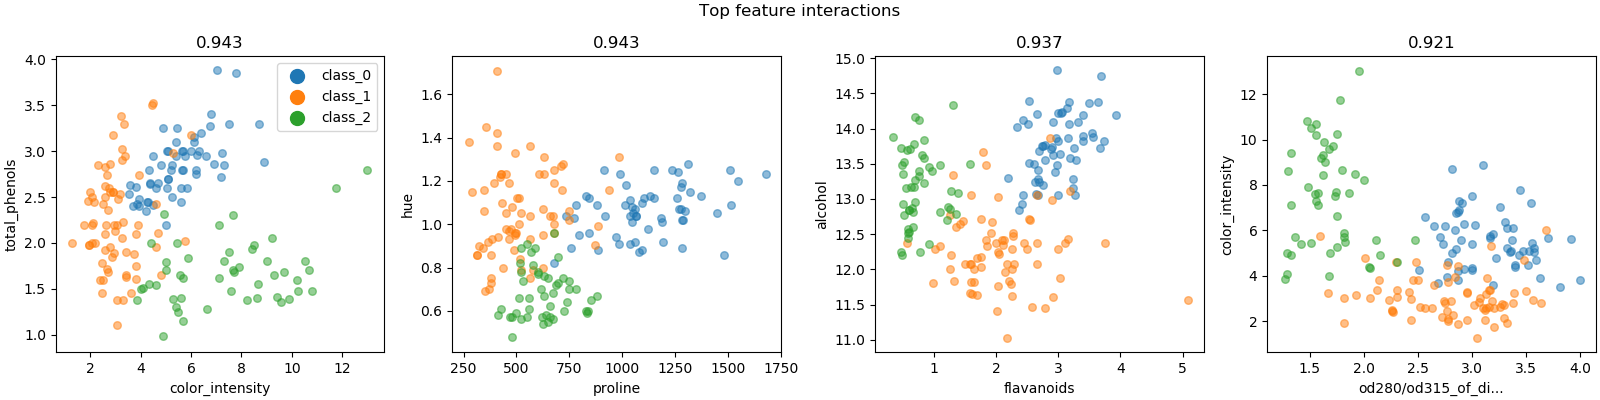 Top feature interactions
0.943
total_phenols
4.0
3.5
3.0
2.5
2.0
1.5
1.0
class_0
class_1
class_2
2 4 6 8 10 12
color_intensity
0.943
hue
1.6
1.4
1.2
1.0
0.8
0.6
250 500 750 1000 1250 1500 1750
proline
0.937
alcohol
15.0
14.5
14.0
13.5
13.0
12.5
12.0
11.5
11.0
1 2 3 4 5
flavanoids
0.921
color_intensity
12
10
8
6
4
2
1.5 2.0 2.5 3.0 3.5 4.0
od280/od315_of_di...